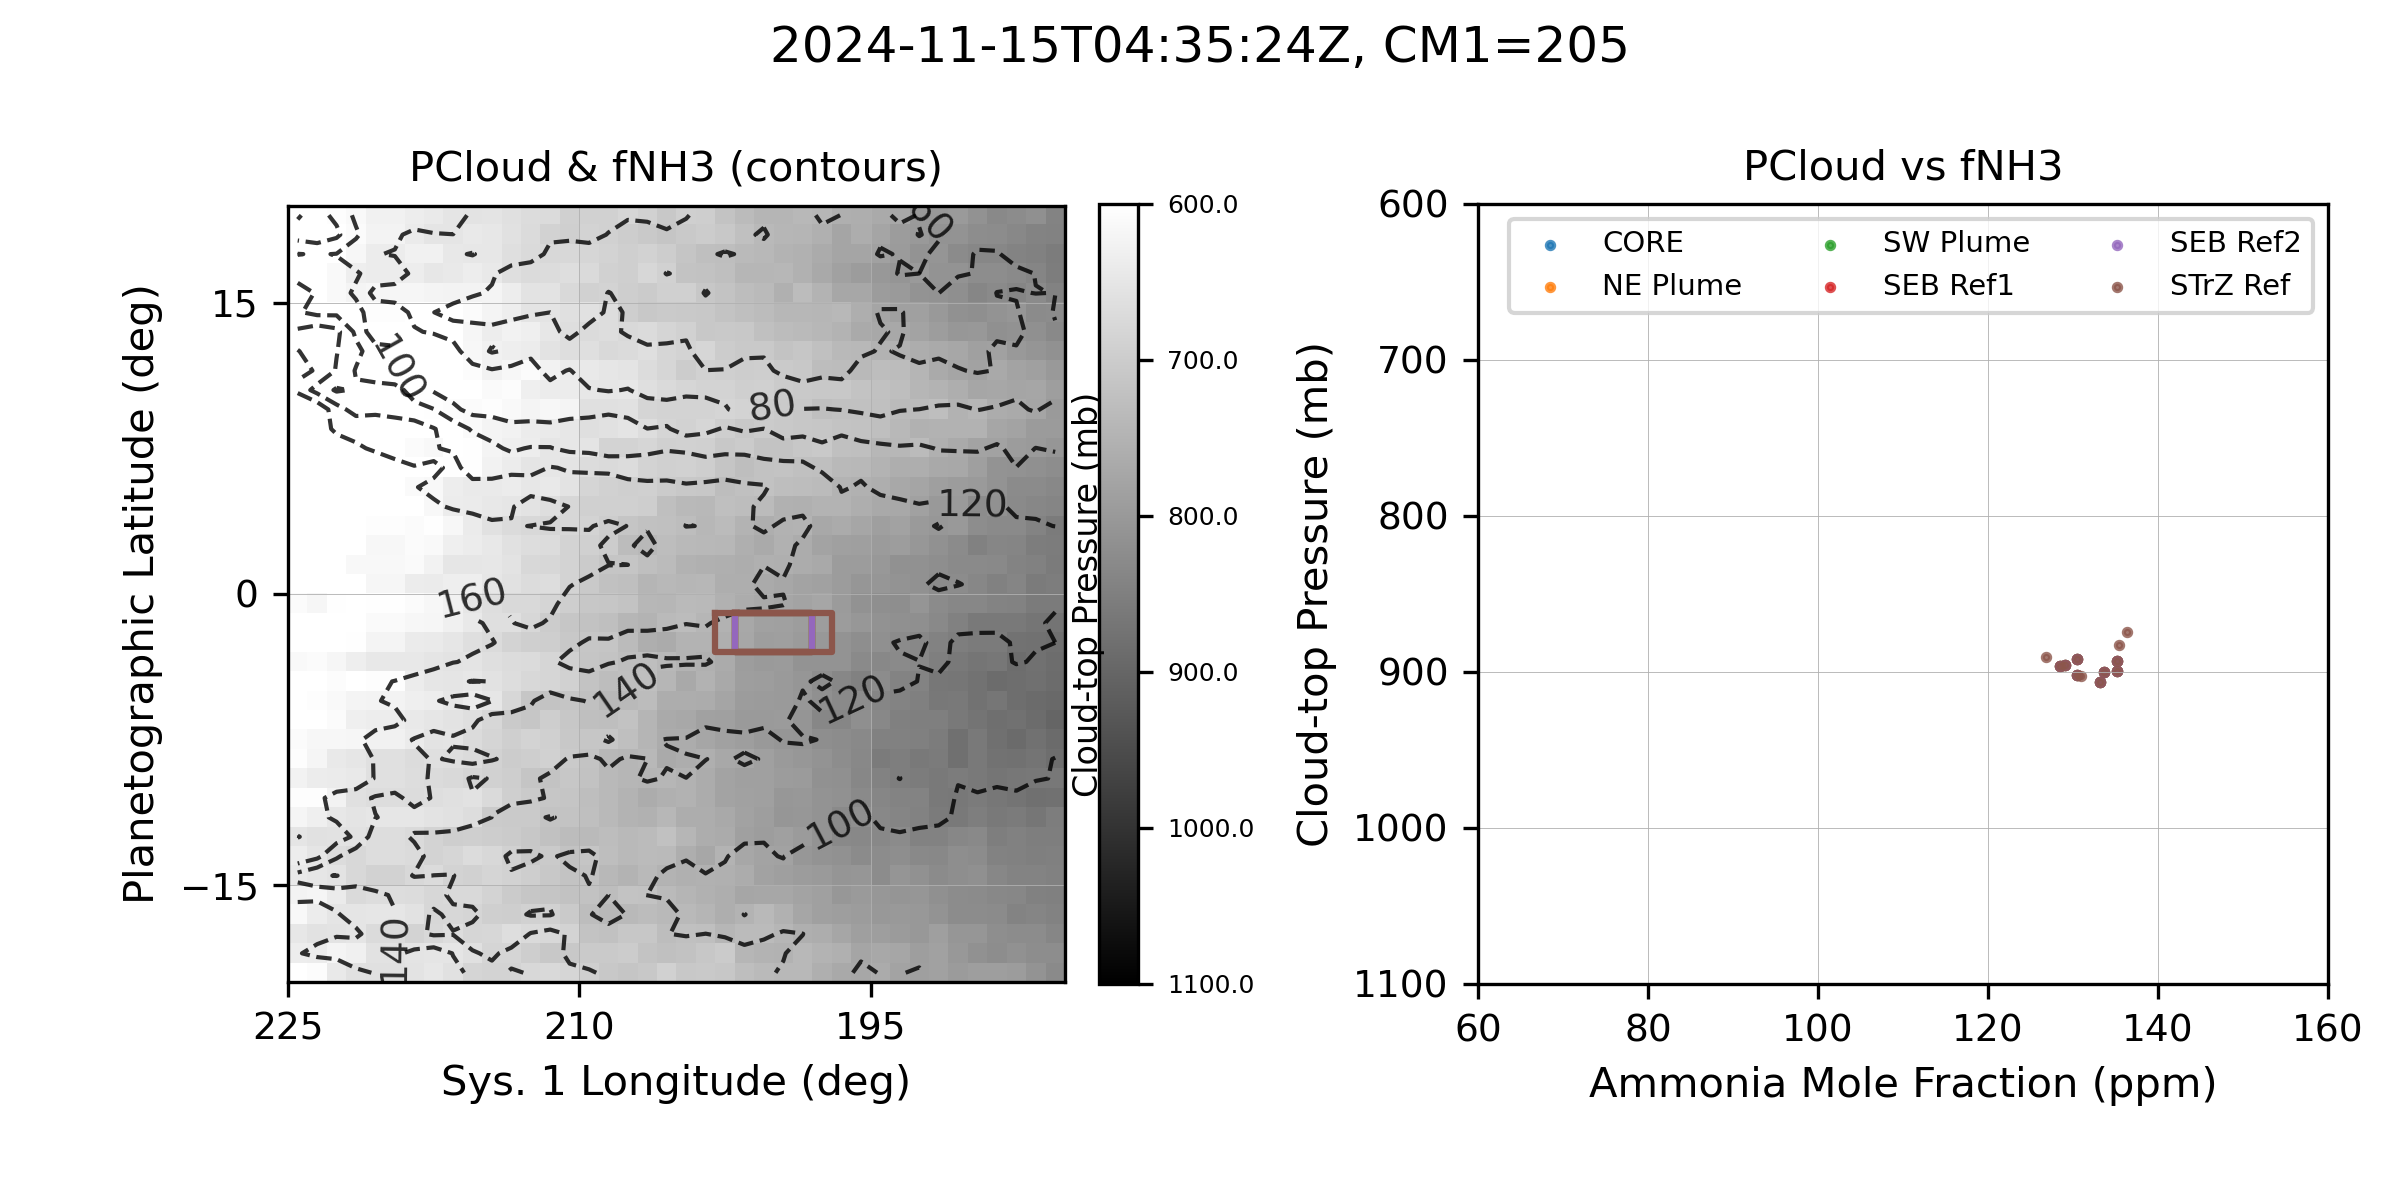 2024-11-15T04:35:24Z, CM1=205
PCloud & fNH3 (contours)
Planetographic Latitude (deg)
15
0
−15
225
210
195
Sys. 1 Longitude (deg)
100
80
120
160
140
120
100
140
Cloud-top Pressure (mb)
600.0
700.0
800.0
900.0
1000.0
1100.0
PCloud vs fNH3
CORE
NE Plume
SW Plume
SEB Ref1
SEB Ref2
STrZ Ref
Cloud-top Pressure (mb)
600
700
800
900
1000
1100
60
80
100
120
140
160
Ammonia Mole Fraction (ppm)